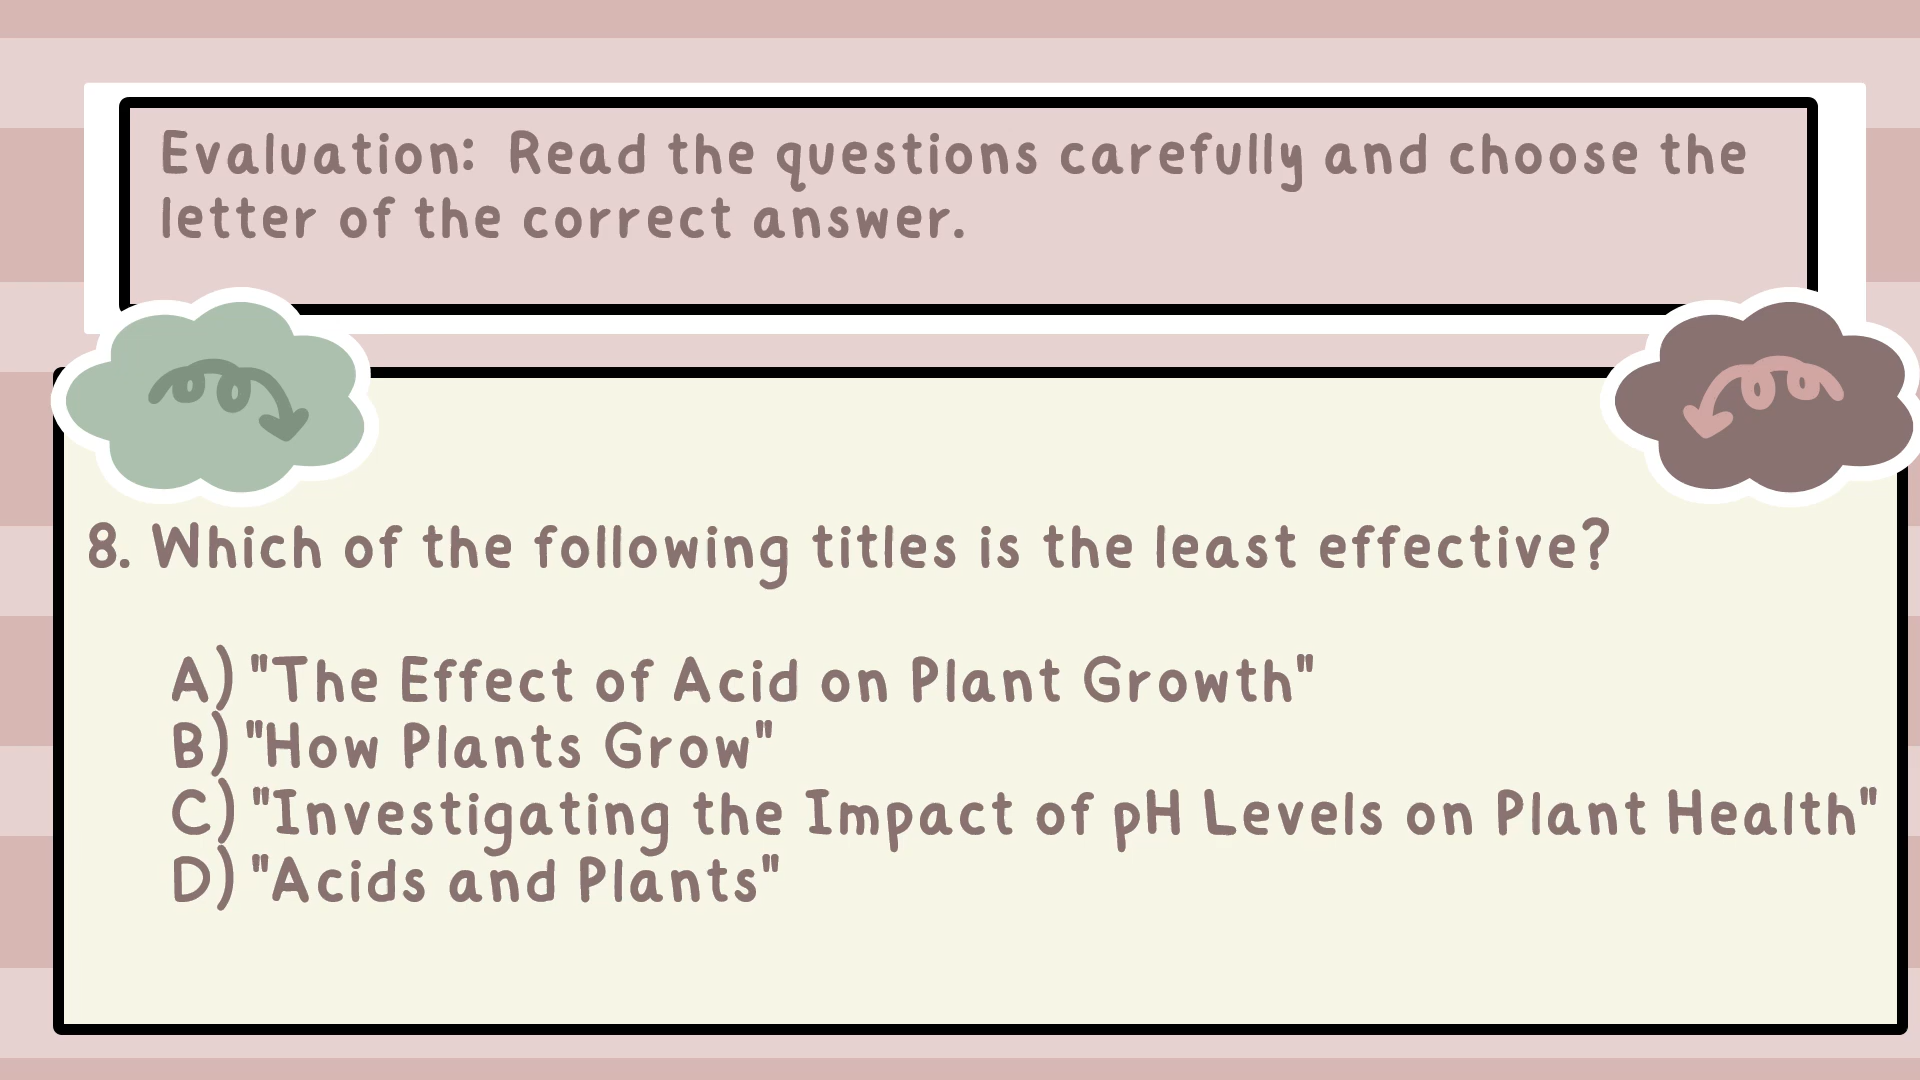 Evaluation: Read the questions carefully and choose the
letter of the correct answer.
8. Which of the following titles is the least effective?
A) "The Effect of Acid on Plant Growth"
B) "How Plants Grow"
C) "Investigating the Impact of pH Levels on Plant Health"
D) "Acids and Plants"